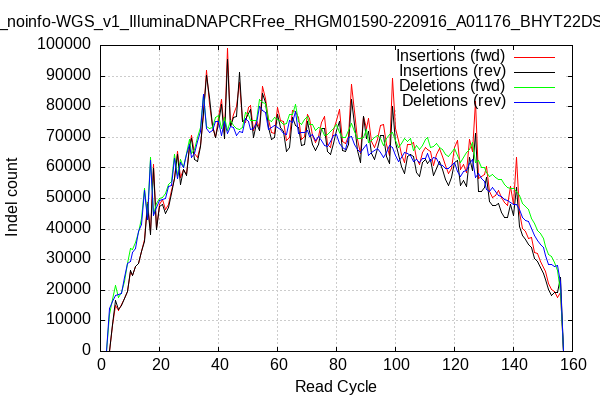 _noinfo-WGS_v1_IlluminaDNAPCRFree_RHGM01590-220916_A01176_BHYT22DS
Insertions (fwd)
Insertions (rev)
Deletions (fwd)
Deletions (rev)
100000
90000
80000
70000
60000
50000
40000
30000
20000
10000
0
Indel count
0 20 40 60 80 100 120 140 160
Read Cycle